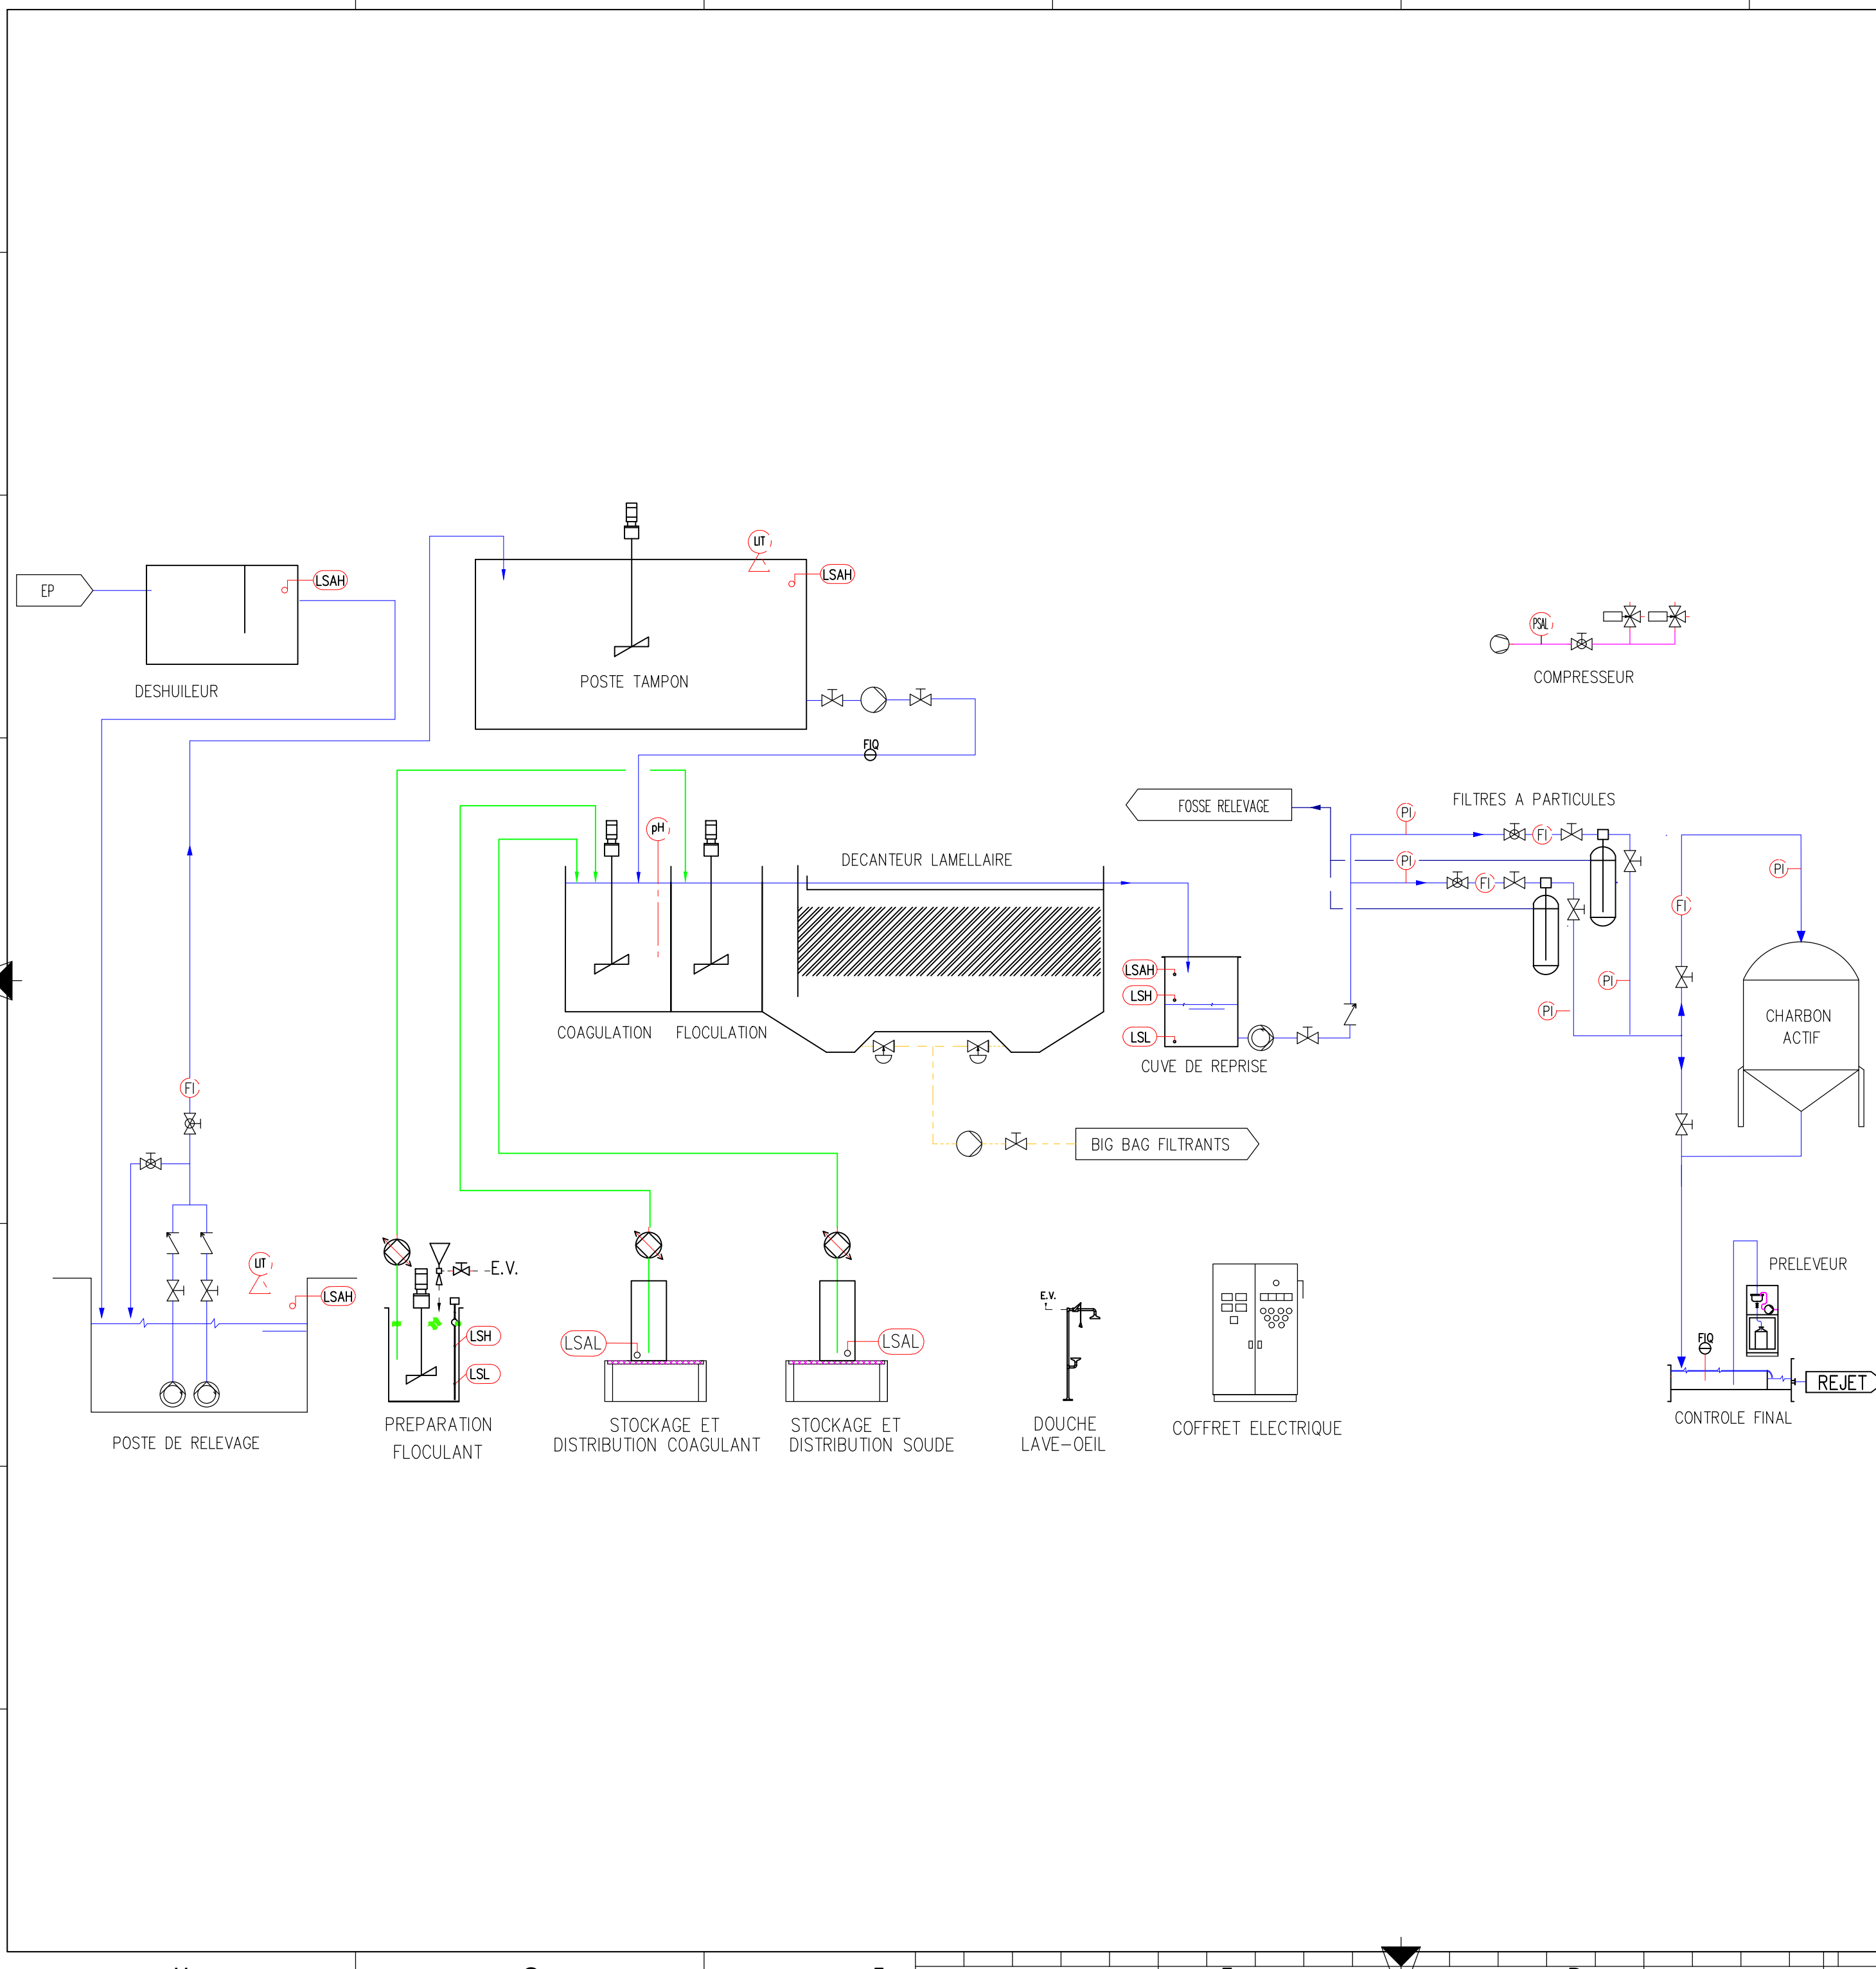 LIT
LSAH
LSAH
EP
PSAL
DESHUILEUR
POSTE TAMPON
COMPRESSEUR
FIQ
FOSSE RELEVAGE
FILTRES A PARTICULES
PI
FI
pH
DECANTEUR LAMELLAIRE
PI
PI
FI
FI
LSAH
PI
LSH
PI
CHARBON
ACTIF
COAGULATION
FLOCULATION
LSL
CUVE DE REPRISE
FI
BIG BAG FILTRANTS
LIT
E.V.
PRELEVEUR
LSAH
E.V.
LSH
FIQ
LSAL
LSAL
LSL
REJET
PREPARATION
FLOCULANT
STOCKAGE ET
DISTRIBUTION COAGULANT
STOCKAGE ET
DISTRIBUTION SOUDE
DOUCHE
LAVE-OEIL
COFFRET ELECTRIQUE
CONTROLE FINAL
POSTE DE RELEVAGE